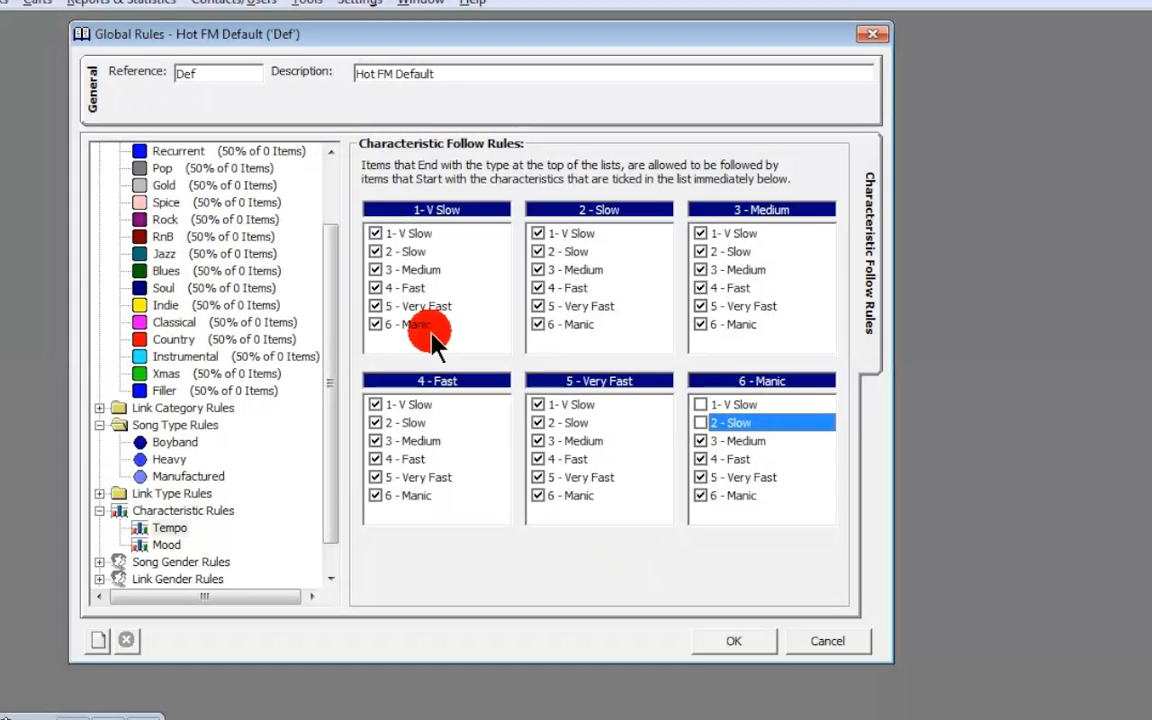 Carts Reports & Statistics Contacts/Users Tools Settings Window Help
Global Rules - Hot FM Default ('Def')
General
Reference: Def Description: Hot FM Default
Recurrent (50% of 0 Items)
Pop (50% of 0 Items)
Gold (50% of 0 Items)
Spice (50% of 0 Items)
Rock (50% of 0 Items)
RnB (50% of 0 Items)
Jazz (50% of 0 Items)
Blues (50% of 0 Items)
Soul (50% of 0 Items)
Indie (50% of 0 Items)
Classical (50% of 0 Items)
Country (50% of 0 Items)
Instrumental (50% of 0 Items)
Xmas (50% of 0 Items)
Filler (50% of 0 Items)
Link Category Rules
Song Type Rules
Boyband
Heavy
Manufactured
Link Type Rules
Characteristic Rules
Tempo
Mood
Song Gender Rules
Link Gender Rules
Characteristic Follow Rules:
Items that End with the type at the top of the lists, are allowed to be followed by
items that Start with the characteristics that are ticked in the list immediately below.
1- V Slow
1- V Slow
2 - Slow
3 - Medium
4 - Fast
5 - Very Fast
6 - Manic
2 - Slow
1- V Slow
2 - Slow
3 - Medium
4 - Fast
5 - Very Fast
6 - Manic
3 - Medium
1- V Slow
2 - Slow
3 - Medium
4 - Fast
5 - Very Fast
6 - Manic
4 - Fast
1- V Slow
2 - Slow
3 - Medium
4 - Fast
5 - Very Fast
6 - Manic
5 - Very Fast
1- V Slow
2 - Slow
3 - Medium
4 - Fast
5 - Very Fast
6 - Manic
6 - Manic
1- V Slow
2 - Slow
3 - Medium
4 - Fast
5 - Very Fast
6 - Manic
Characteristic Follow Rules
OK Cancel